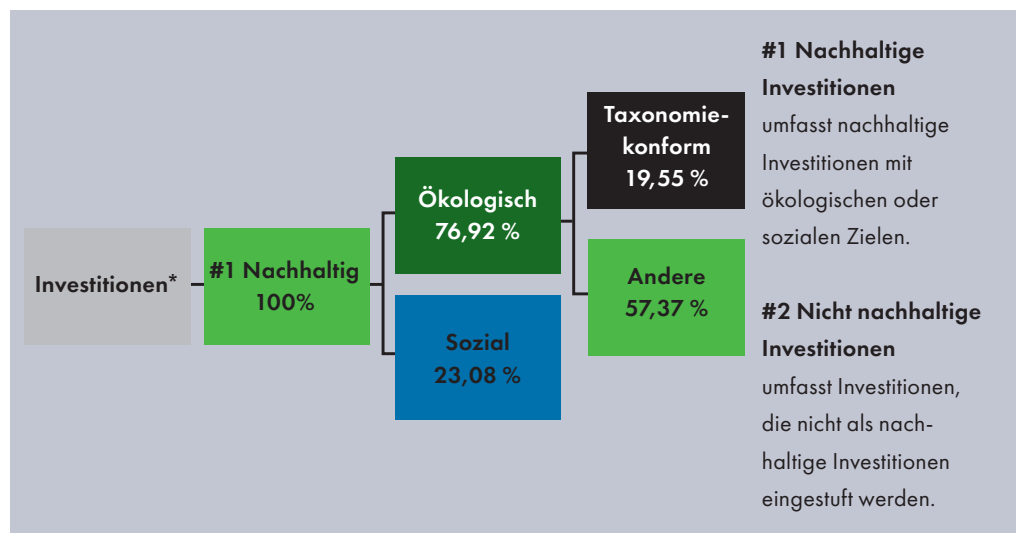 Investitionen*
#1 Nachhaltig
100%
Ökologisch
76,92 %
Sozial
23,08 %
Taxonomie-
konform
19,55 %
Andere
57,37 %
#1 Nachhaltige
Investitionen
umfasst nachhaltige
Investitionen mit
ökologischen oder
sozialen Zielen.
#2 Nicht nachhaltige
Investitionen
umfasst Investitionen,
die nicht als nach-
haltige Investitionen
eingestuft werden.